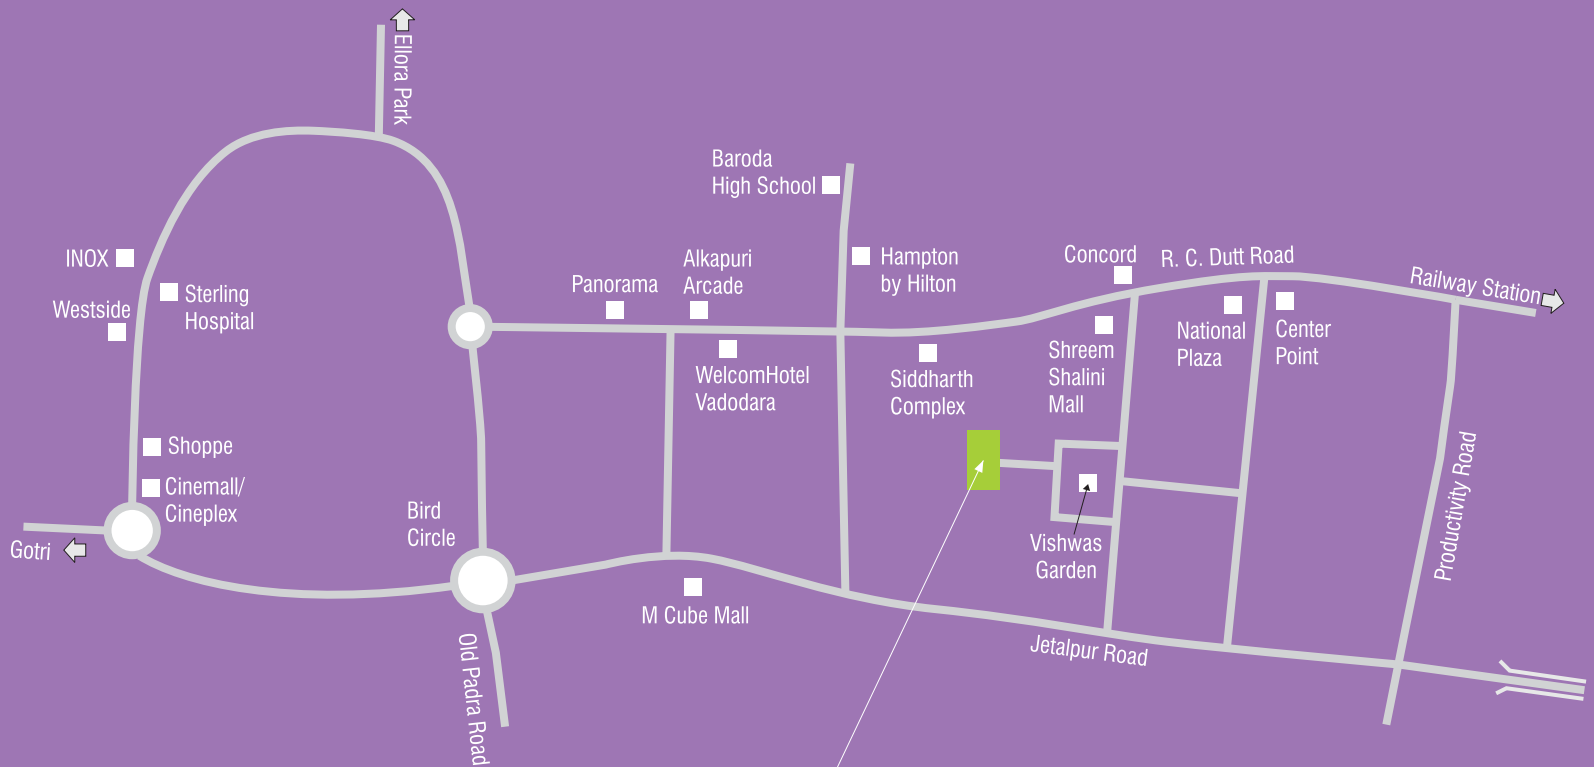 Ellora Park
Baroda
High School
INOX
Westside
Sterling
Hospital
Panorama
Alkapuri
Arcade
Hampton
by Hilton
Concord
R. C. Dutt Road
Railway Station
WelcomHotel
Vadodara
Siddharth
Complex
Shreem
Shalini
Mall
National
Plaza
Center
Point
Shoppe
Cinemall/
Cineplex
Gotri
Bird
Circle
Vishwas
Garden
Productivity Road
M Cube Mall
Old Padra Road
Jetalpur Road